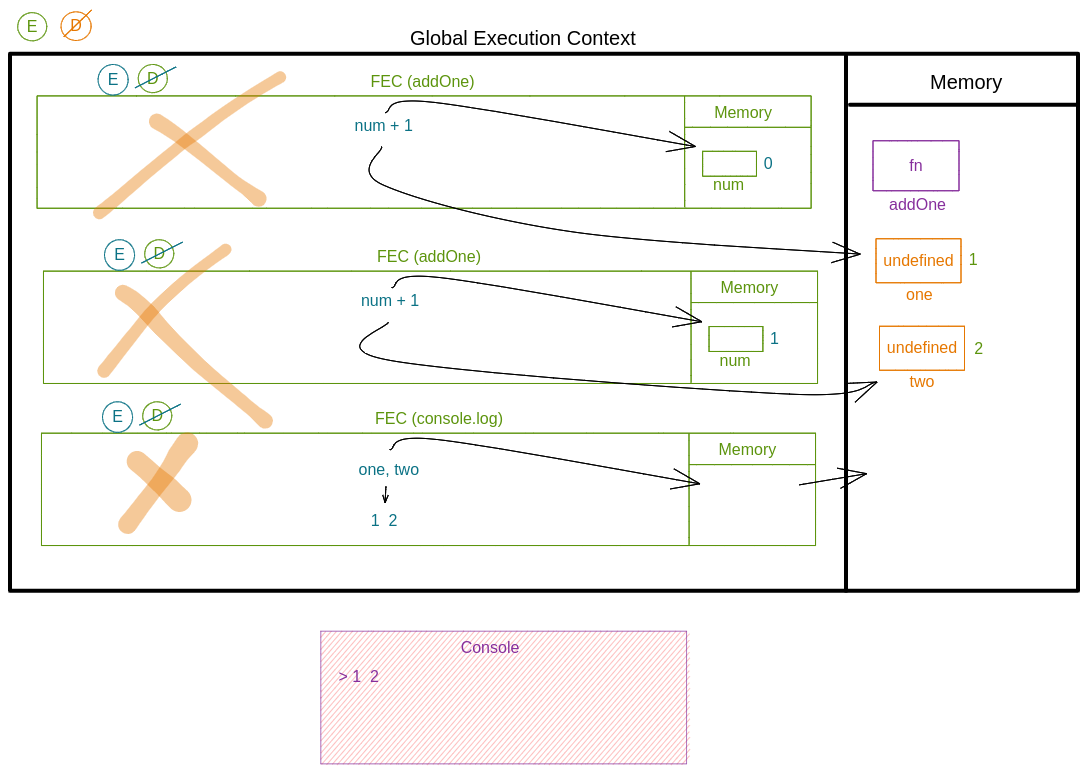 E D
Global Execution Context
Memory
E D
FEC (addOne)
num + 1
Memory
0
num
fn
addOne
undefined 1
one
E D
FEC (addOne)
num + 1
Memory
1
num
undefined 2
two
E D
FEC (console.log)
one, two
1 2
Memory
Console
> 1 2